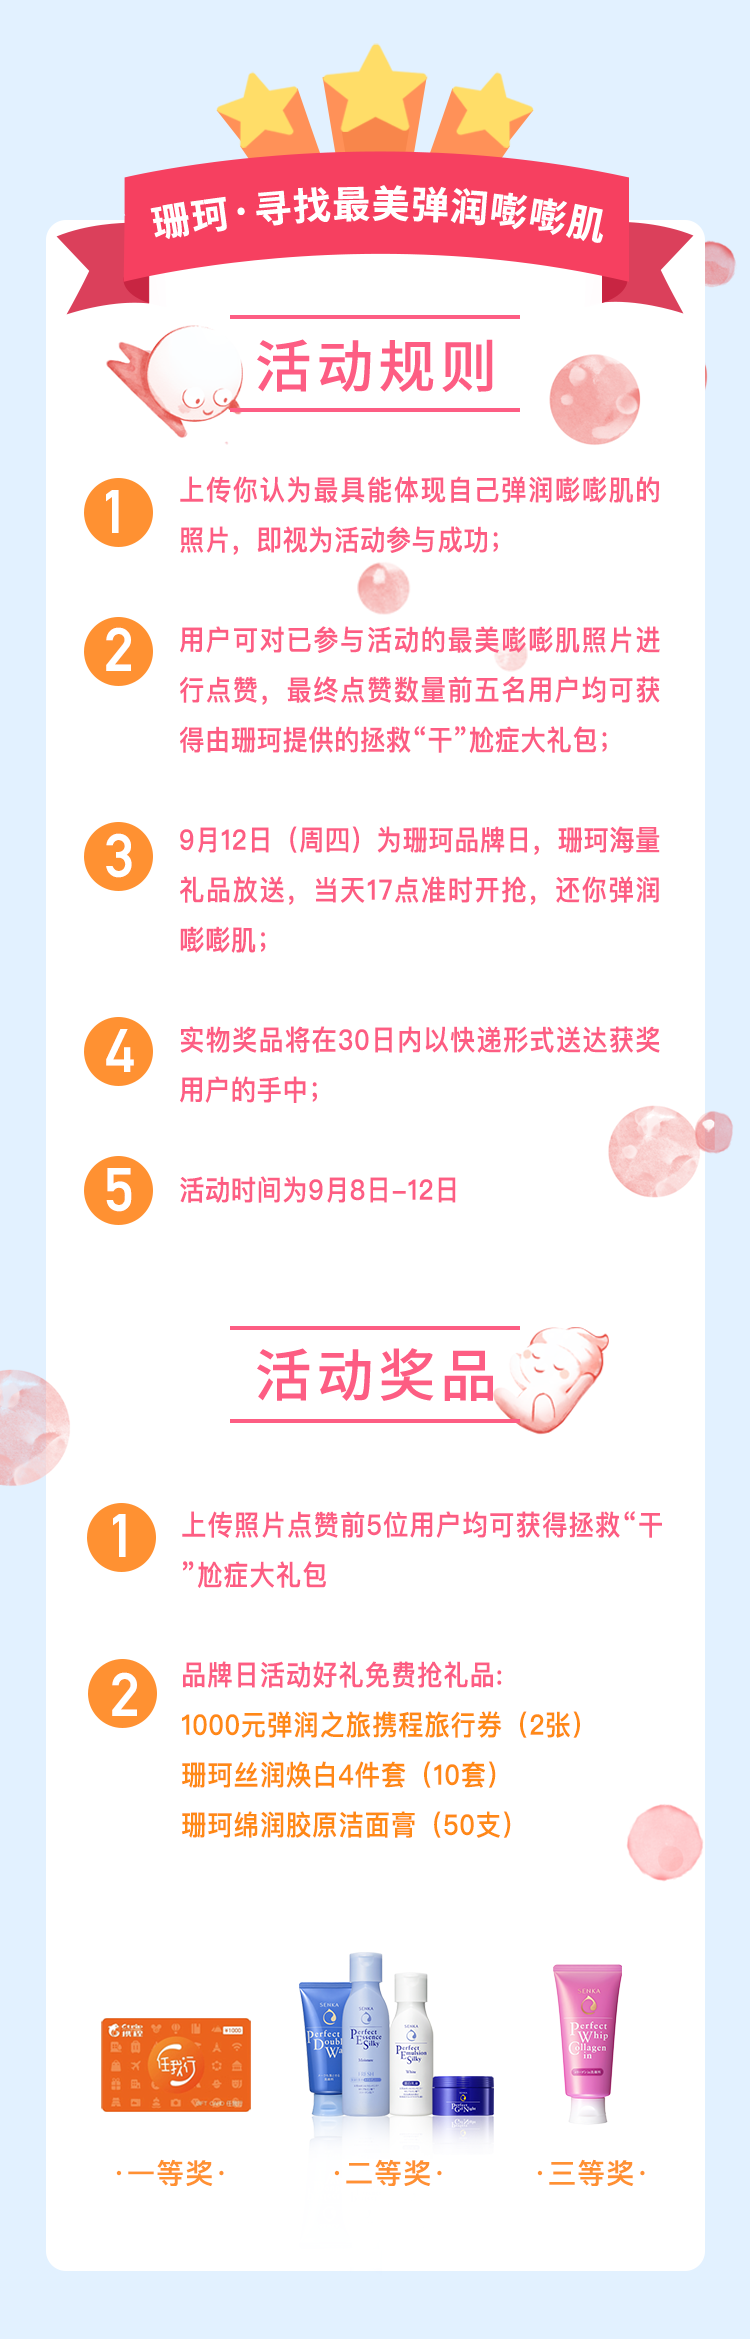 珊珂·寻找最美弹润嘭嘭肌
活动规则
1
上传你认为最具能体现自己弹润嘭嘭肌的
照片，即视为活动参与成功；
2
用户可对已参与活动的最美嘭嘭肌照片进
行点赞，最终点赞数量前五名用户均可获
得由珊珂提供的拯救“干”尬症大礼包；
3
9月12日（周四）为珊珂品牌日，珊珂海量
礼品放送，当天17点准时开抢，还你弹润
嘭嘭肌；
4
实物奖品将在30日内以快递形式送达获奖
用户的手中；
5
活动时间为9月8日-12日
活动奖品
1
上传照片点赞前5位用户均可获得拯救“干
”尬症大礼包
2
品牌日活动好礼免费抢礼品:
1000元弹润之旅携程旅行券（2张）
珊珂丝润焕白4件套（10套）
珊珂绵润胶原洁面膏（50支）
携程
¥1000
任我行
SENKA
Perfect
Double
SENKA
Perfect
Essence
Silky
SENKA
Perfect
Emulsion
Silky
White
Perfect
Gel Night
SENKA
Perfect
Whip
Collagen
in
·一等奖·
·二等奖·
·三等奖·